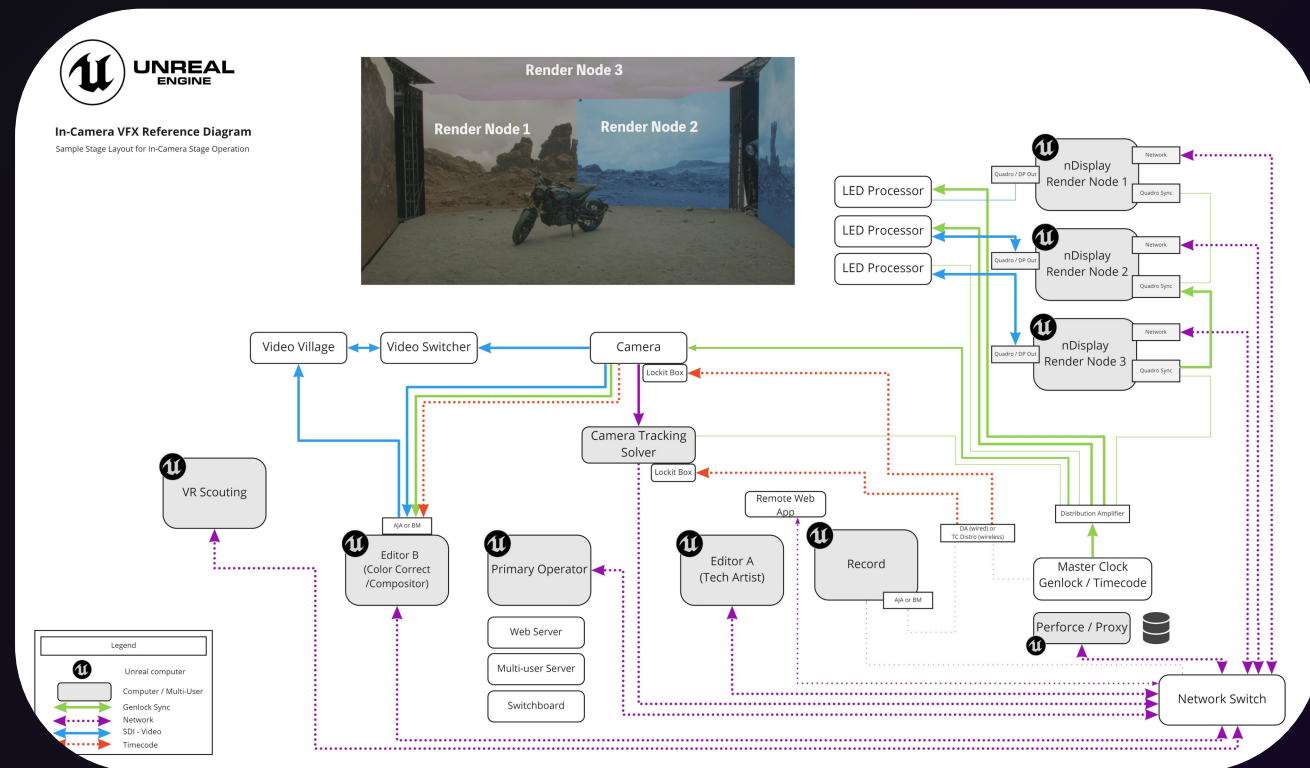 UNREAL
ENGINE
In-Camera VFX Reference Diagram
Sample Stage Layout for In-Camera Stage Operation
Render Node 3
Render Node 1
Render Node 2
nDisplay
Render Node 1
Network
Quadro / DP Out
Quadro Sync
LED Processor
LED Processor
LED Processor
nDisplay
Render Node 2
Network
Quadro / DP Out
Quadro Sync
nDisplay
Render Node 3
Network
Quadro / DP Out
Quadro Sync
Video Village
Video Switcher
Camera
Lockit Box
Camera Tracking
Solver
Lockit Box
VR Scouting
AJA or BM
Editor B
(Color Correct
/Compositor)
Primary Operator
Web Server
Multi-user Server
Switchboard
Editor A
(Tech Artist)
Remote Web
App
Record
AJA or BM
DA (wired) or
TC Distro (wireless)
Distribution Amplifier
Master Clock
Genlock / Timecode
Perforce / Proxy
Network Switch
Legend
Unreal computer
Computer / Multi-User
Genlock Sync
Network
SDI - Video
Timecode